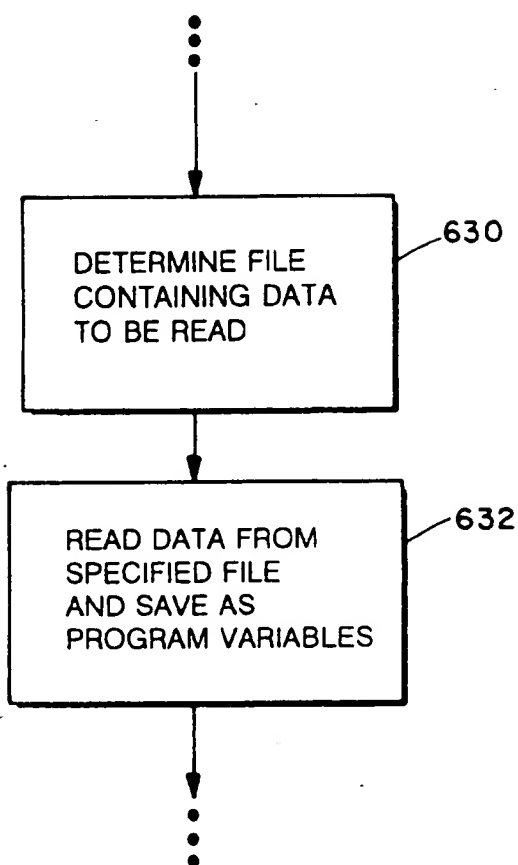 DETERMINE FILE
CONTAINING DATA
TO BE READ
630
READ DATA FROM
SPECIFIED FILE
AND SAVE AS
PROGRAM VARIABLES
632